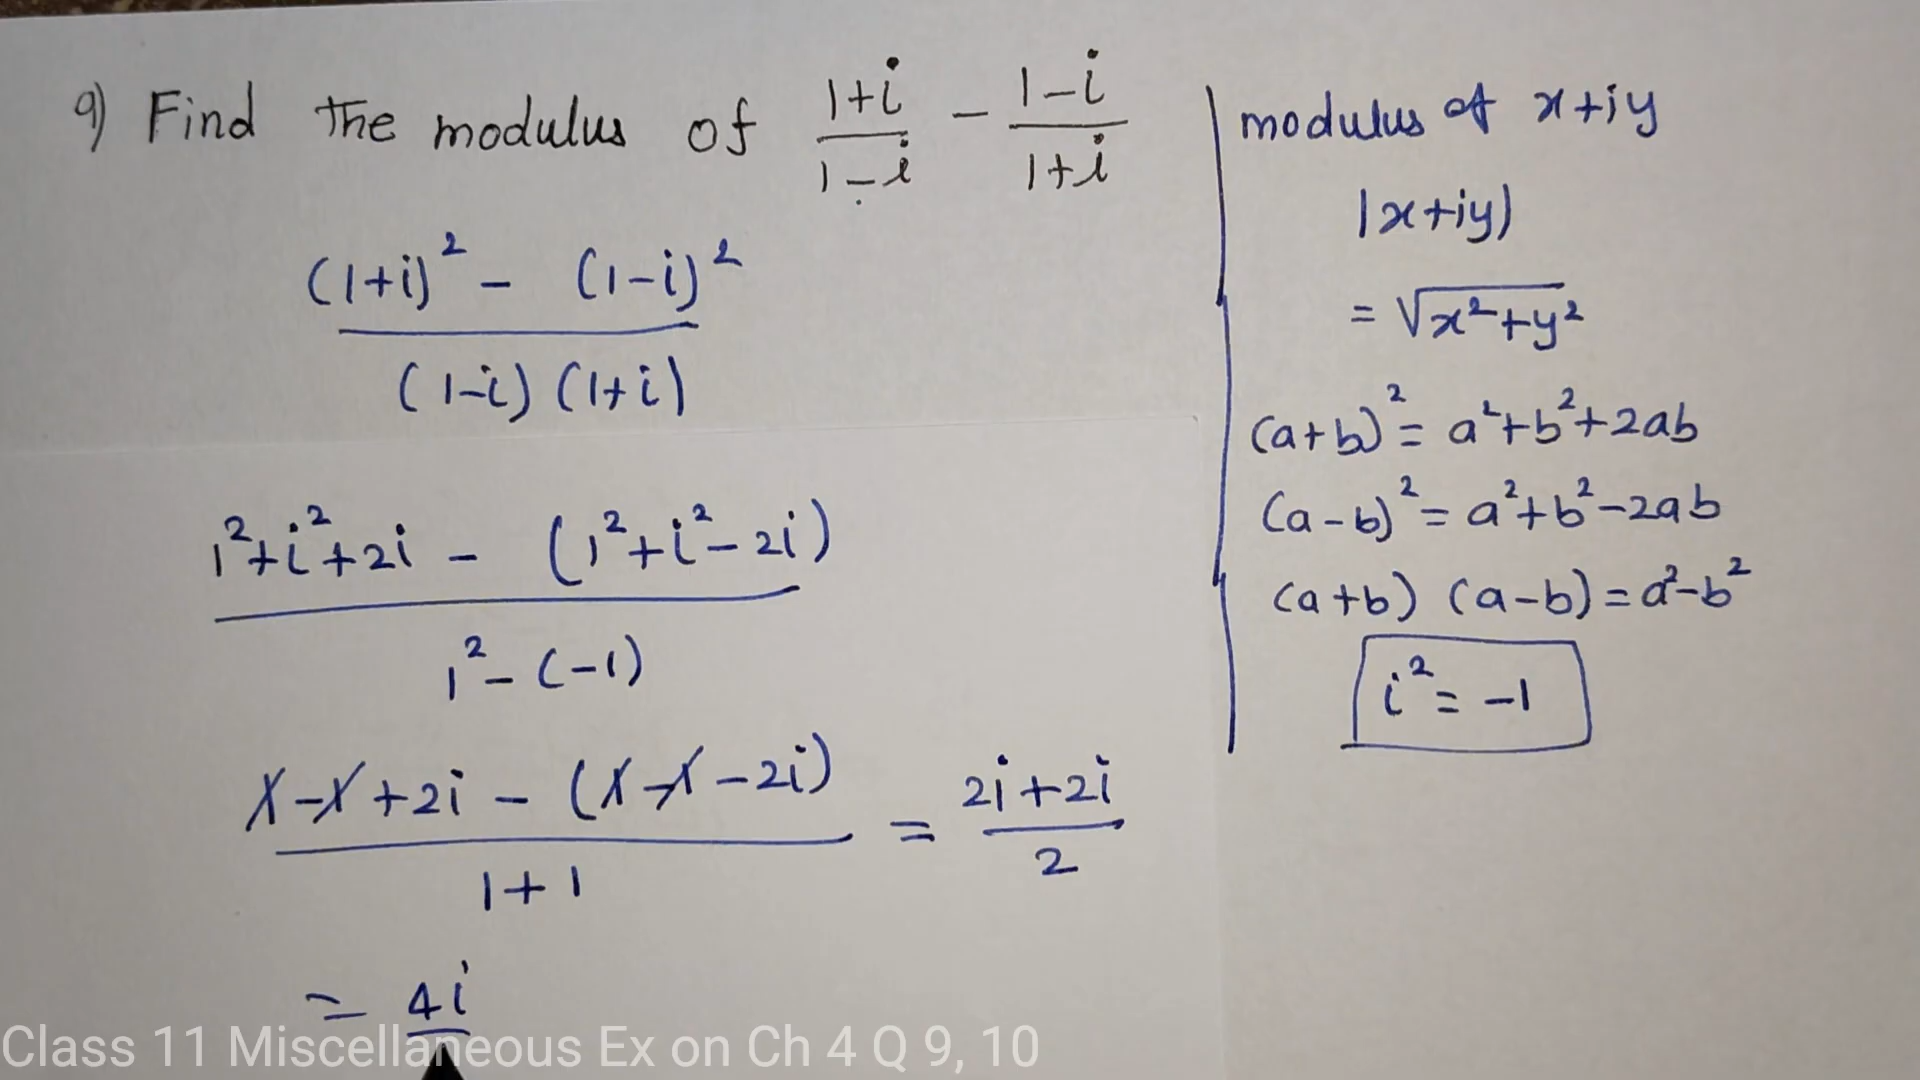 9) Find the modulus of (1+i)/(1-i) - (1-i)/(1+i)
((1+i)² - (1-i)²)/((1-i)(1+i))
(1²+i²+2i - (1²+i²-2i))/(1²-(-1))
(1-1+2i - (1-1-2i))/(1+1) = (2i+2i)/2
= 4i
modulus of x+iy
|x+iy|
= √x²+y²
(a+b)² = a²+b²+2ab
(a-b)² = a²+b²-2ab
(a+b) (a-b) = a²-b²
i² = -1
Class 11 Miscellaneous Ex on Ch 4 Q 9, 10